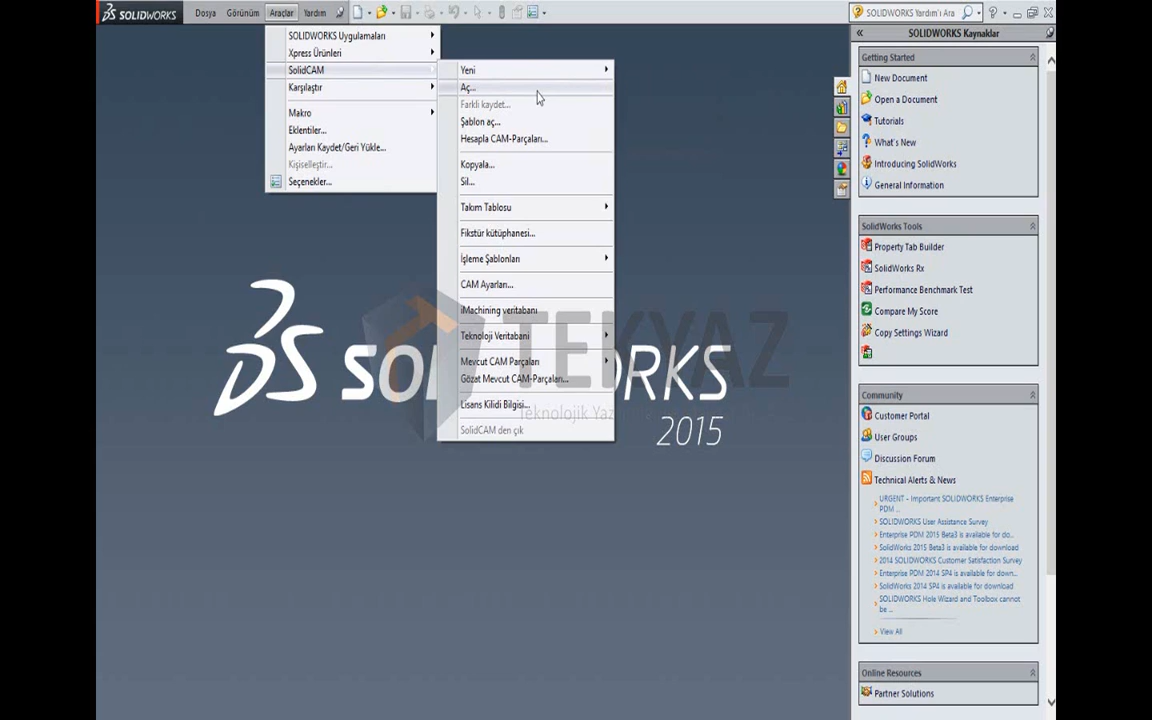 SOLIDWORKS
Dosya
Görünüm
Araçlar
Yardım
SOLIDWORKS Yardım'ı Ara
SOLIDWORKS Uygulamaları
Xpress Ürünleri
SolidCAM
Karşılaştır
Makro
Eklentiler...
Ayarları Kaydet/Geri Yükle...
Kişiselleştir...
Seçenekler...
Yeni
Aç...
Farklı kaydet...
Şablon aç...
Hesapla CAM-Parçaları...
Kopyala...
Sil...
Takım Tablosu
Fikstür kütüphanesi...
İşleme Şablonları
CAM Ayarları...
iMachining veritabanı
Teknoloji Veritabanı
Mevcut CAM Parçaları
Gözat Mevcut CAM-Parçaları...
Lisans Kilidi Bilgisi...
SolidCAM den çık
TEKYAZ
2015
SOLIDWORKS Kaynaklar
Getting Started
New Document
Open a Document
Tutorials
What's New
Introducing SolidWorks
General Information
SolidWorks Tools
Property Tab Builder
SolidWorks Rx
Performance Benchmark Test
Compare My Score
Copy Settings Wizard
Community
Customer Portal
User Groups
Discussion Forum
Technical Alerts & News
URGENT - Important SOLIDWORKS Enterprise
PDM ...
SOLIDWORKS User Assistance Survey
Enterprise PDM 2015 Beta3 is available for do...
SolidWorks 2015 Beta3 is available for download
2014 SOLIDWORKS Customer Satisfaction Survey
Enterprise PDM 2014 SP4 is available for down...
SolidWorks 2014 SP4 is available for download
SOLIDWORKS Hole Wizard and Toolbox cannot
be ...
View All
Online Resources
Partner Solutions